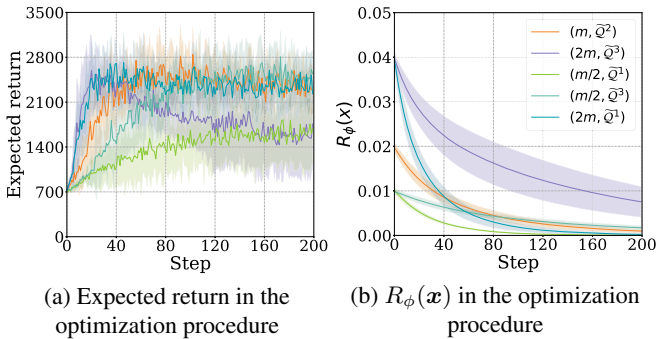 3500
2800
2100
1400
700
0
Expected return
0 40 80 120 160 200
Step
(a) Expected return in the
optimization procedure
0.05
0.04
0.03
0.02
0.01
0.00
R_ϕ(x)
(m, Q̃²)
(2m, Q̃³)
(m/2, Q̃¹)
(m/2, Q̃³)
(2m, Q̃¹)
0 40 80 120 160 200
Step
(b) R_ϕ(x) in the optimization
procedure